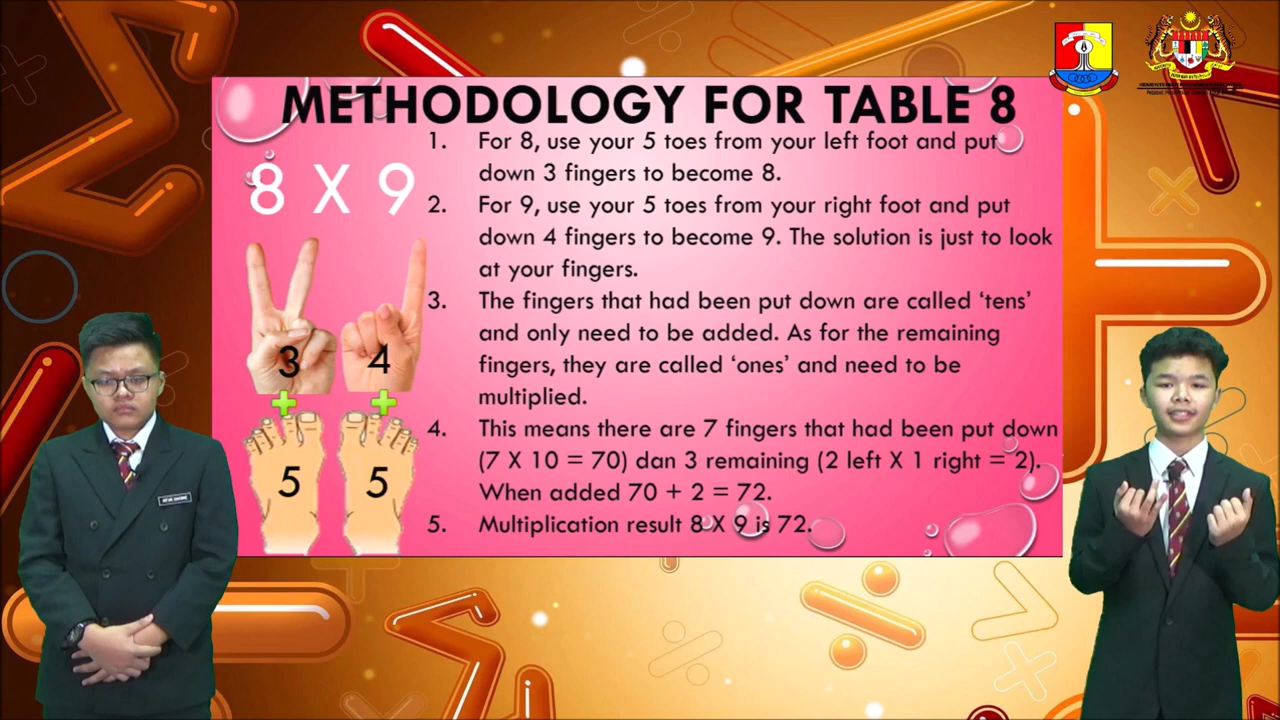 METHODOLOGY FOR TABLE 8
8 X 9
1. For 8, use your 5 toes from your left foot and put
down 3 fingers to become 8.
2. For 9, use your 5 toes from your right foot and put
down 4 fingers to become 9. The solution is just to look
at your fingers.
3. The fingers that had been put down are called ‘tens’
and only need to be added. As for the remaining
fingers, they are called ‘ones’ and need to be
multiplied.
4. This means there are 7 fingers that had been put down
(7 X 10 = 70) dan 3 remaining (2 left X 1 right = 2).
When added 70 + 2 = 72.
5. Multiplication result 8 X 9 is 72.
3 4
+ +
5 5